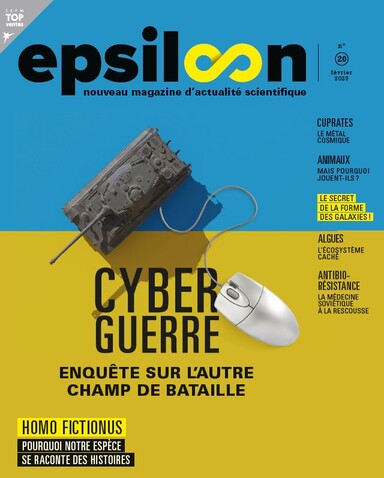 SEPM
TOP
ventes
epsiloon
nouveau magazine d'actualité scientifique
n°
20
février
2023
CUPRATES
LE MÉTAL
COSMIQUE
ANIMAUX
MAIS POURQUOI
JOUENT-ILS ?
LE SECRET
DE LA FORME
DES GALAXIES !
ALGUES
L'ÉCOSYSTÈME
CACHÉ
ANTIBIO-
RÉSISTANCE
LA MÉDECINE
SOVIÉTIQUE
À LA RESCOUSSE
CYBER
GUERRE
ENQUÊTE SUR L'AUTRE
CHAMP DE BATAILLE
HOMO FICTIONUS
POURQUOI NOTRE ESPÈCE
SE RACONTE DES HISTOIRES